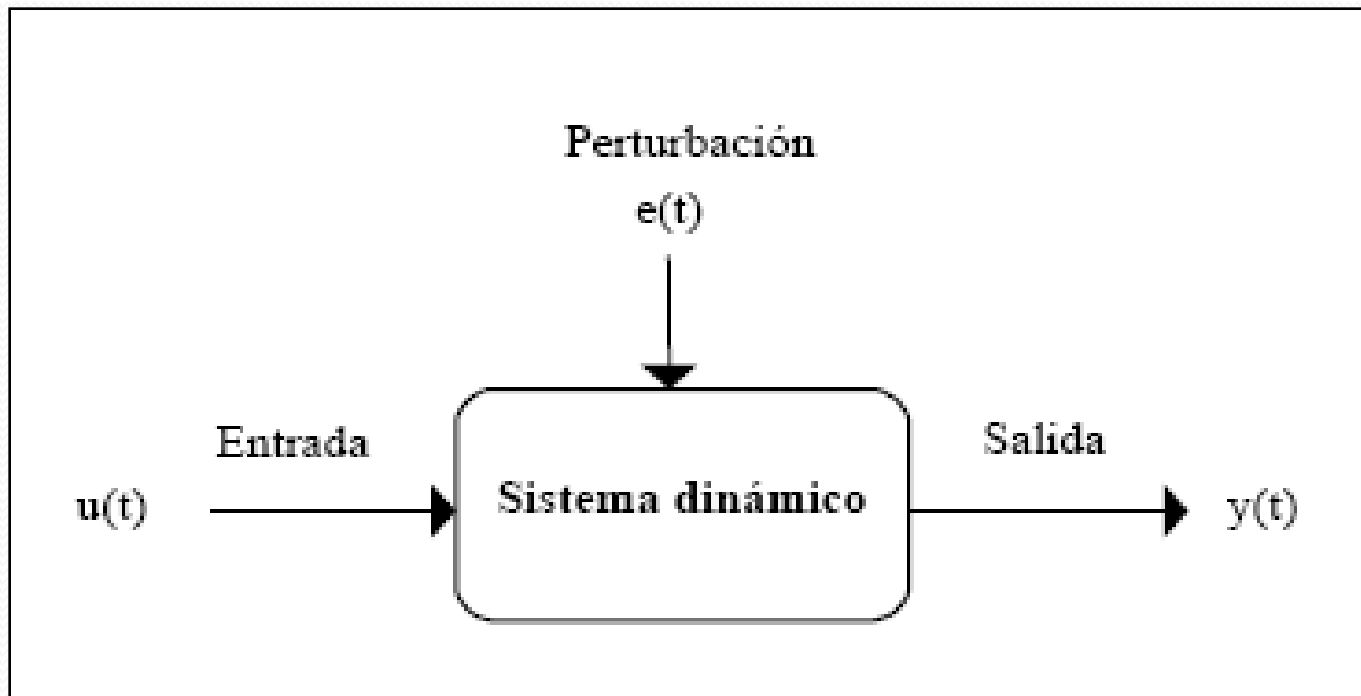 Perturbación
e(t)
Entrada
Salida
Sistema dinámico
u(t)
y(t)